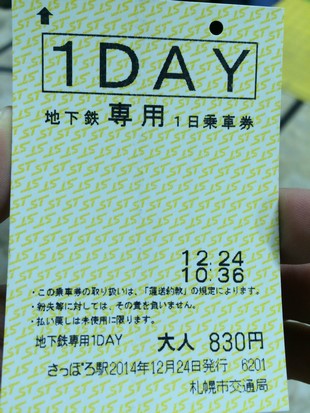 1DAY
地下鉄専用1日乗車券
12.24
10.36
・この乗車券の取り扱いは、「運送約款」の規定によります。
・紛失等に対しては、その責を負いません。
・払い戻しは未使用に限ります。
地下鉄専用1DAY 大人 830円
さっぽろ駅2014年12月24日発行 6201
札幌市交通局